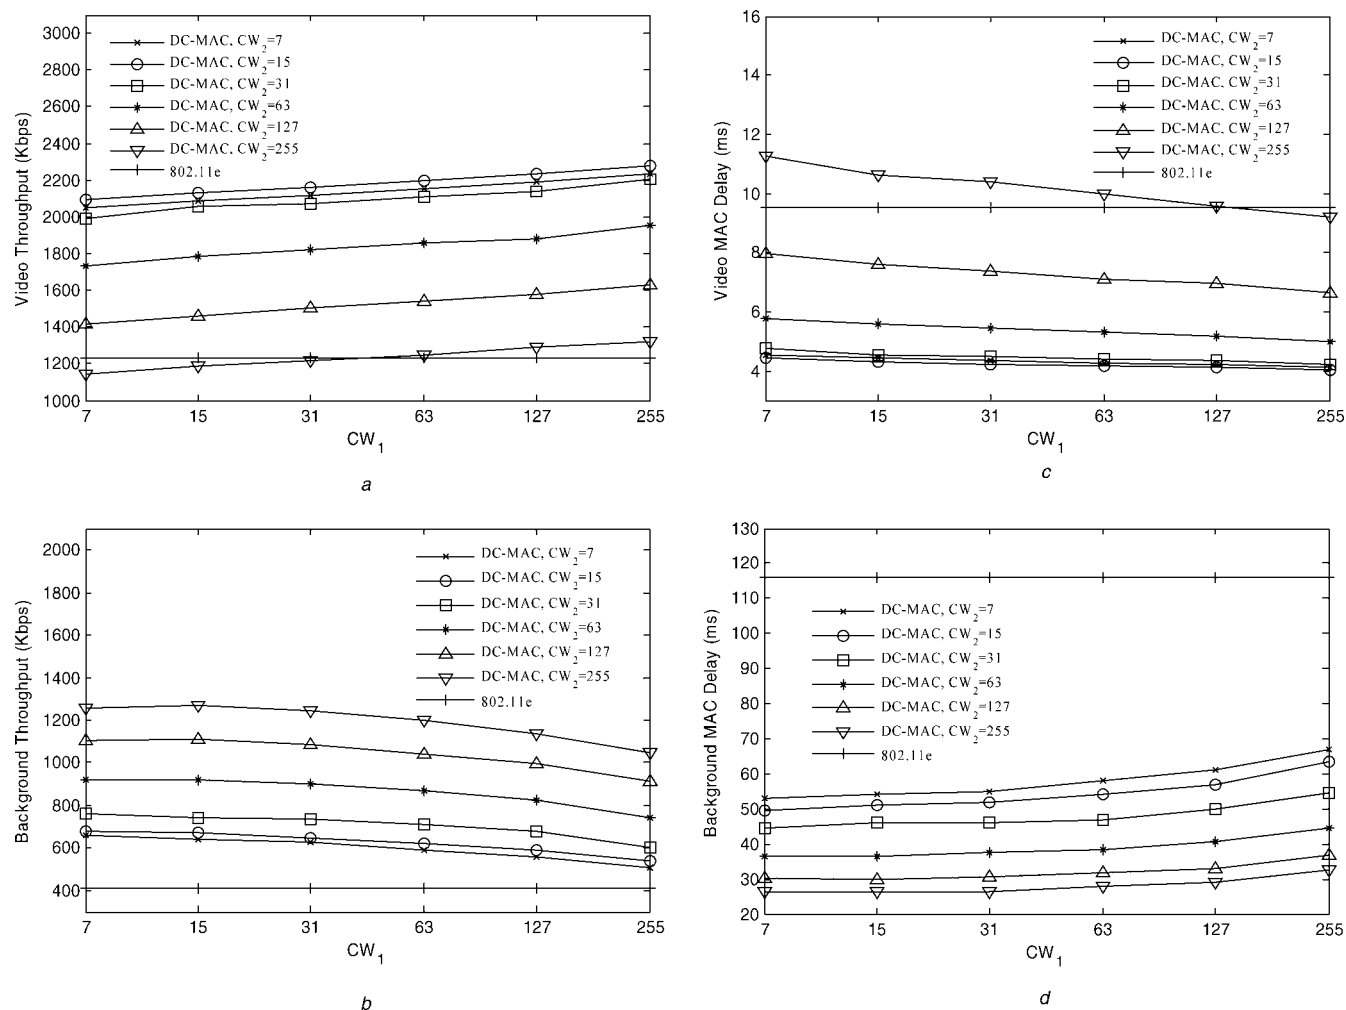 Video Throughput (Kbps)
3000
2800
2600
2400
2200
2000
1800
1600
1400
1200
1000
DC-MAC, CW2=7
DC-MAC, CW2=15
DC-MAC, CW2=31
DC-MAC, CW2=63
DC-MAC, CW2=127
DC-MAC, CW2=255
802.11e
7 15 31 63 127 255
CW1
a
Video MAC Delay (ms)
16
14
12
10
8
6
4
DC-MAC, CW2=7
DC-MAC, CW2=15
DC-MAC, CW2=31
DC-MAC, CW2=63
DC-MAC, CW2=127
DC-MAC, CW2=255
802.11e
7 15 31 63 127 255
CW1
c
Background Throughput (Kbps)
2000
1800
1600
1400
1200
1000
800
600
400
DC-MAC, CW2=7
DC-MAC, CW2=15
DC-MAC, CW2=31
DC-MAC, CW2=63
DC-MAC, CW2=127
DC-MAC, CW2=255
802.11e
7 15 31 63 127 255
CW1
b
Background MAC Delay (ms)
130
120
110
100
90
80
70
60
50
40
30
20
DC-MAC, CW2=7
DC-MAC, CW2=15
DC-MAC, CW2=31
DC-MAC, CW2=63
DC-MAC, CW2=127
DC-MAC, CW2=255
802.11e
7 15 31 63 127 255
CW1
d